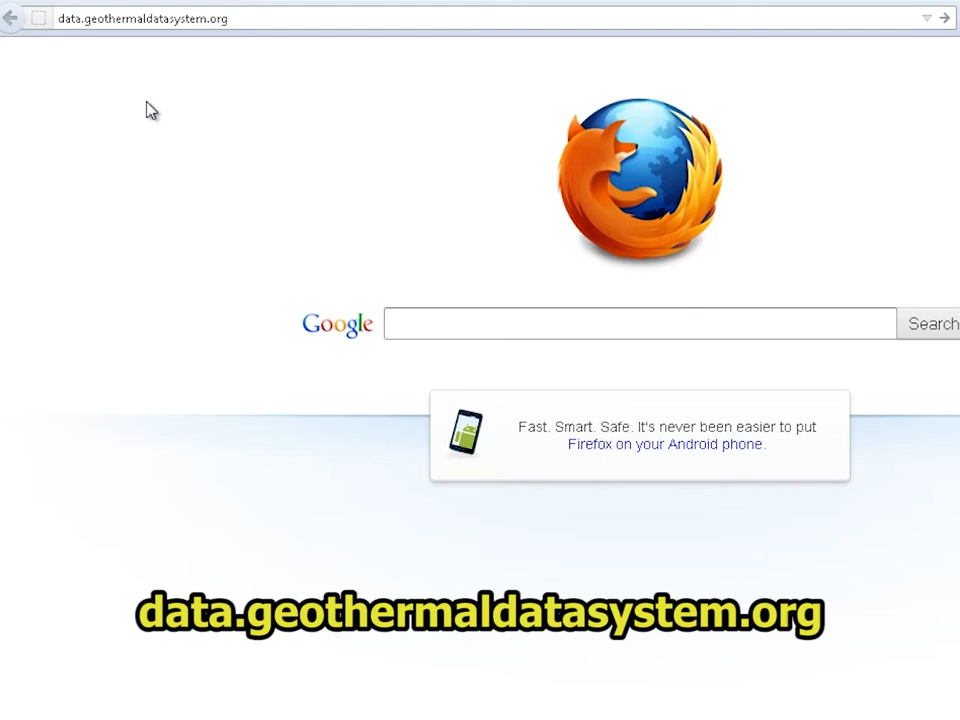 data.geothermaldatasystem.org
Google
Search
Fast. Smart. Safe. It's never been easier to put
Firefox on your Android phone.
data.geothermaldatasystem.org